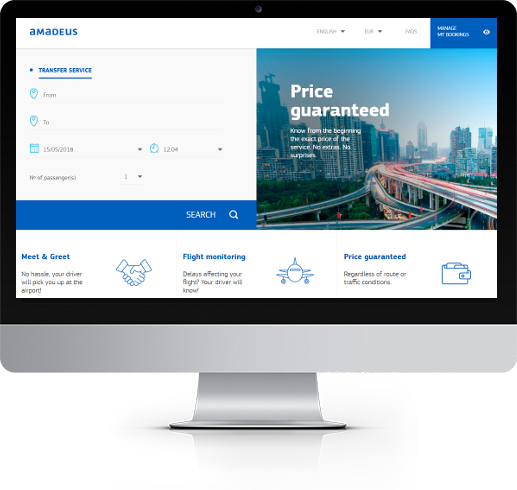 amaDEUS
ENGLISH
EUR
FAQS
MANAGE
MY BOOKINGS
TRANSFER SERVICE
From
To
15/05/2018
12:04
Nº of passenger(s)
1
SEARCH
Price
guaranteed
Know from the beginning
the exact price of the
service. No extras. No
surprises.
Meet & Greet
No hassle, your driver
will pick you up at the
airport!
Flight monitoring
Delays affecting your
flight? Your driver will
know!
Price guaranteed
Regardless of route or
traffic conditions.